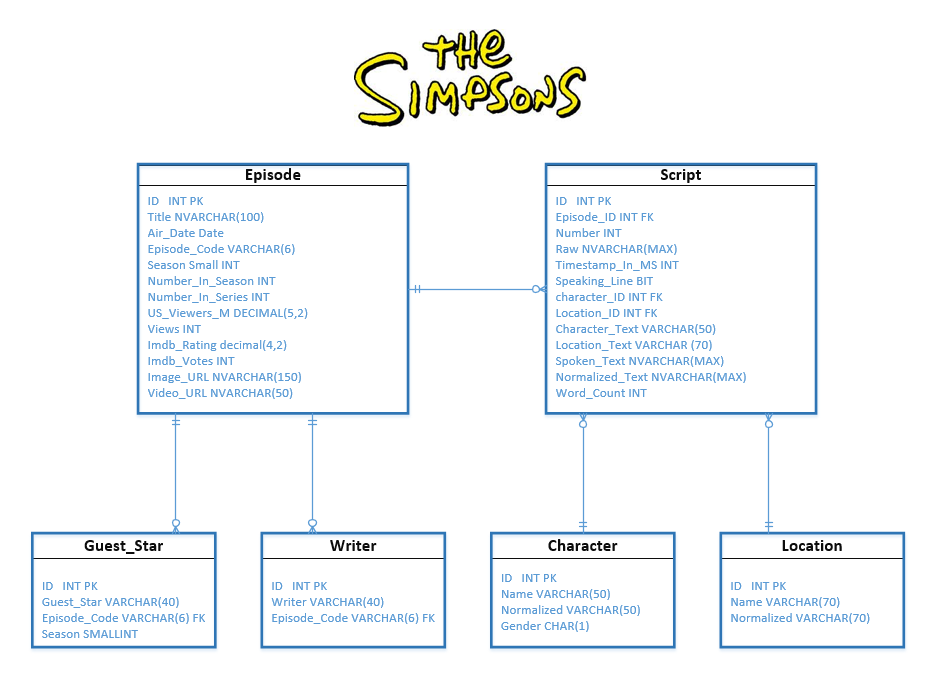 THE
SIMPSONS
Episode
ID INT PK
Title NVARCHAR(100)
Air_Date Date
Episode_Code VARCHAR(6)
Season Small INT
Number_In_Season INT
Number_In_Series INT
US_Viewers_M DECIMAL(5,2)
Views INT
Imdb_Rating decimal(4,2)
Imdb_Votes INT
Image_URL NVARCHAR(150)
Video_URL NVARCHAR(50)
Script
ID INT PK
Episode_ID INT FK
Number INT
Raw NVARCHAR(MAX)
Timestamp_In_MS INT
Speaking_Line BIT
character_ID INT FK
Location_ID INT FK
Character_Text VARCHAR(50)
Location_Text VARCHAR (70)
Spoken_Text NVARCHAR(MAX)
Normalized_Text NVARCHAR(MAX)
Word_Count INT
Guest_Star
ID INT PK
Guest_Star VARCHAR(40)
Episode_Code VARCHAR(6) FK
Season SMALLINT
Writer
ID INT PK
Writer VARCHAR(40)
Episode_Code VARCHAR(6) FK
Character
ID INT PK
Name VARCHAR(50)
Normalized VARCHAR(50)
Gender CHAR(1)
Location
ID INT PK
Name VARCHAR(70)
Normalized VARCHAR(70)